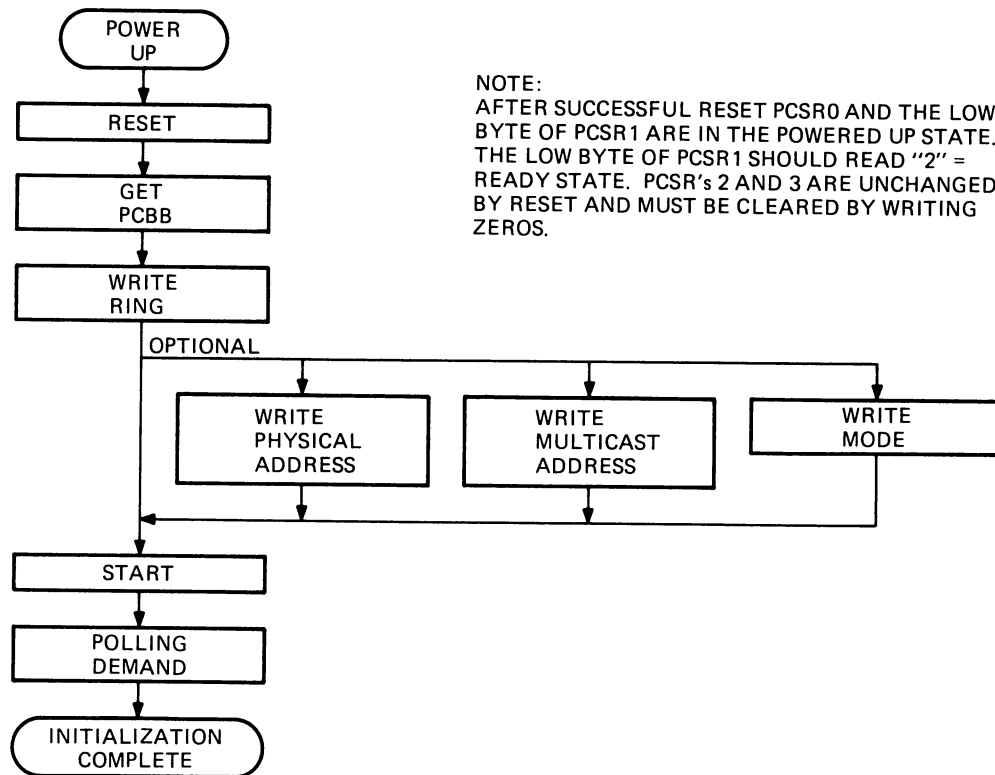 POWER
UP
RESET
GET
PCBB
WRITE
RING
NOTE:
AFTER SUCCESSFUL RESET PCSR0 AND THE LOW
BYTE OF PCSR1 ARE IN THE POWERED UP STATE.
THE LOW BYTE OF PCSR1 SHOULD READ "2" =
READY STATE. PCSR's 2 AND 3 ARE UNCHANGED
BY RESET AND MUST BE CLEARED BY WRITING
ZEROS.
OPTIONAL
WRITE
PHYSICAL
ADDRESS
WRITE
MULTICAST
ADDRESS
WRITE
MODE
START
POLLING
DEMAND
INITIALIZATION
COMPLETE